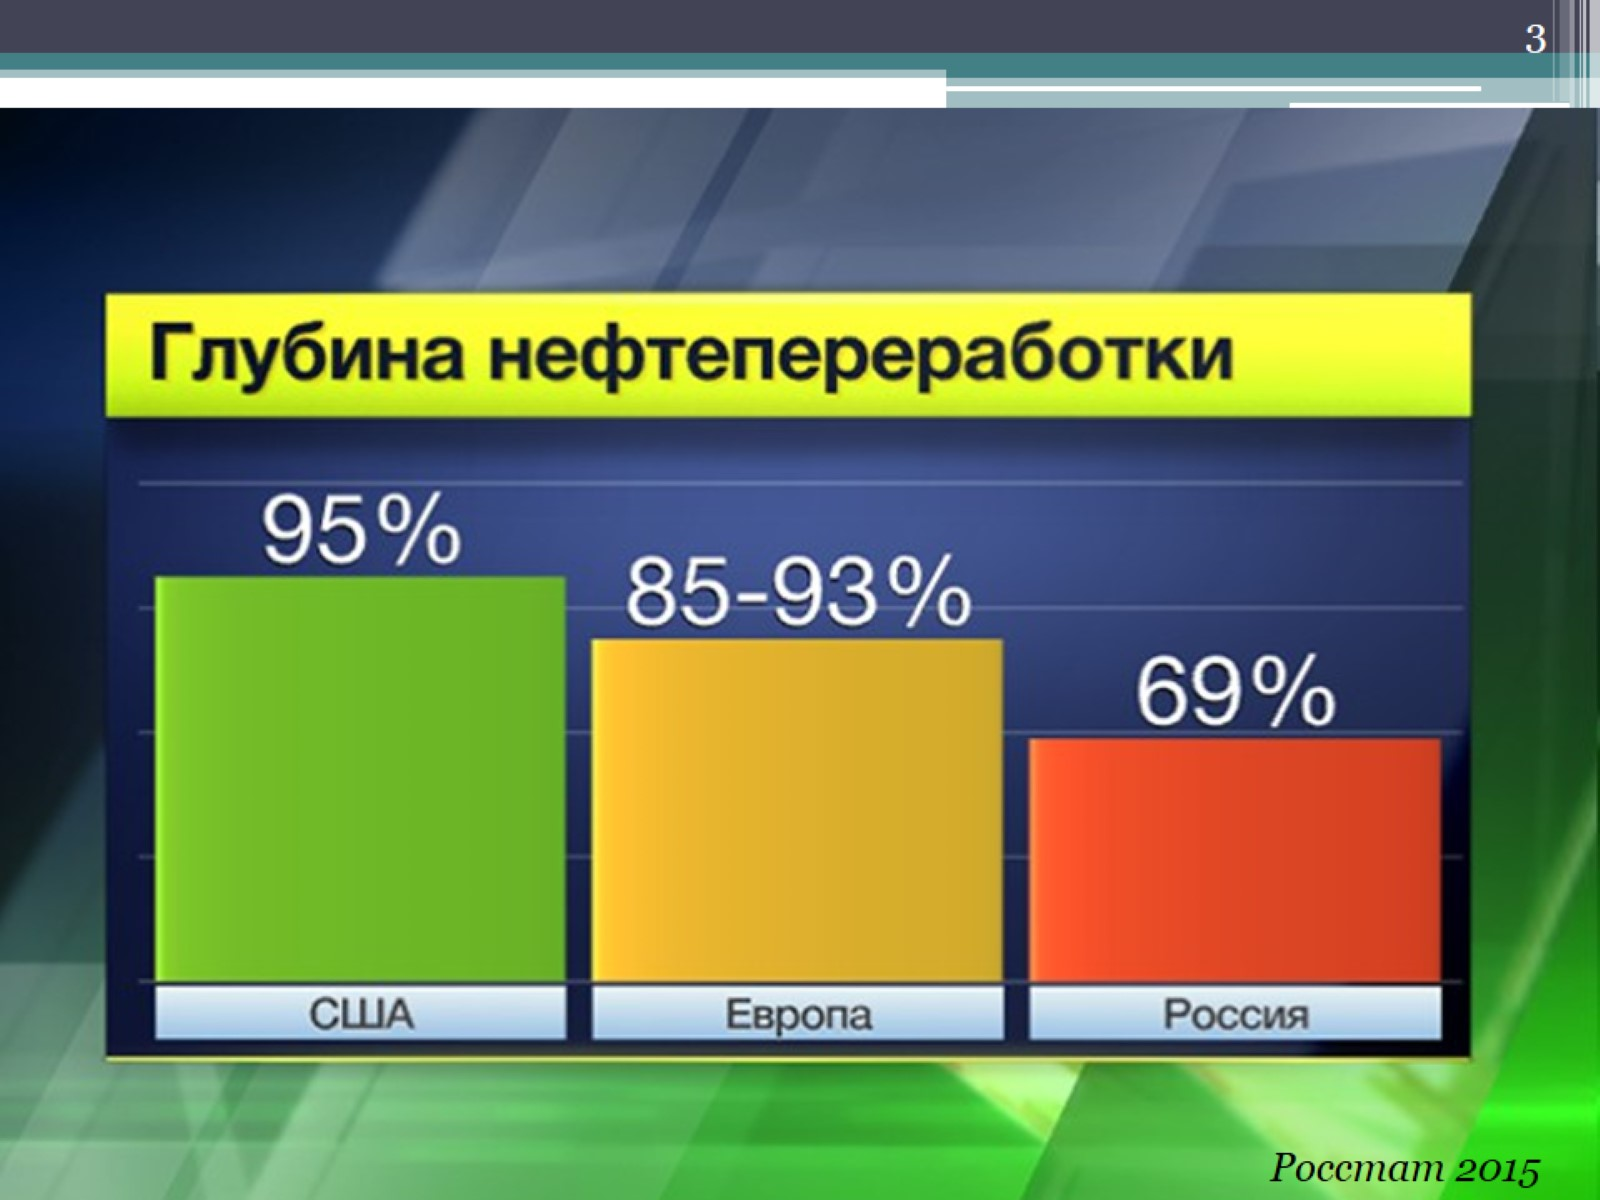 3
Глубина нефтепереработки
95%
85-93%
69%
США
Европа
Россия
Росстат 2015